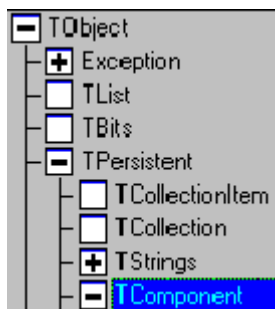 TObject
Exception
TList
TBits
TPersistent
TCollectionItem
TCollection
TStrings
TComponent